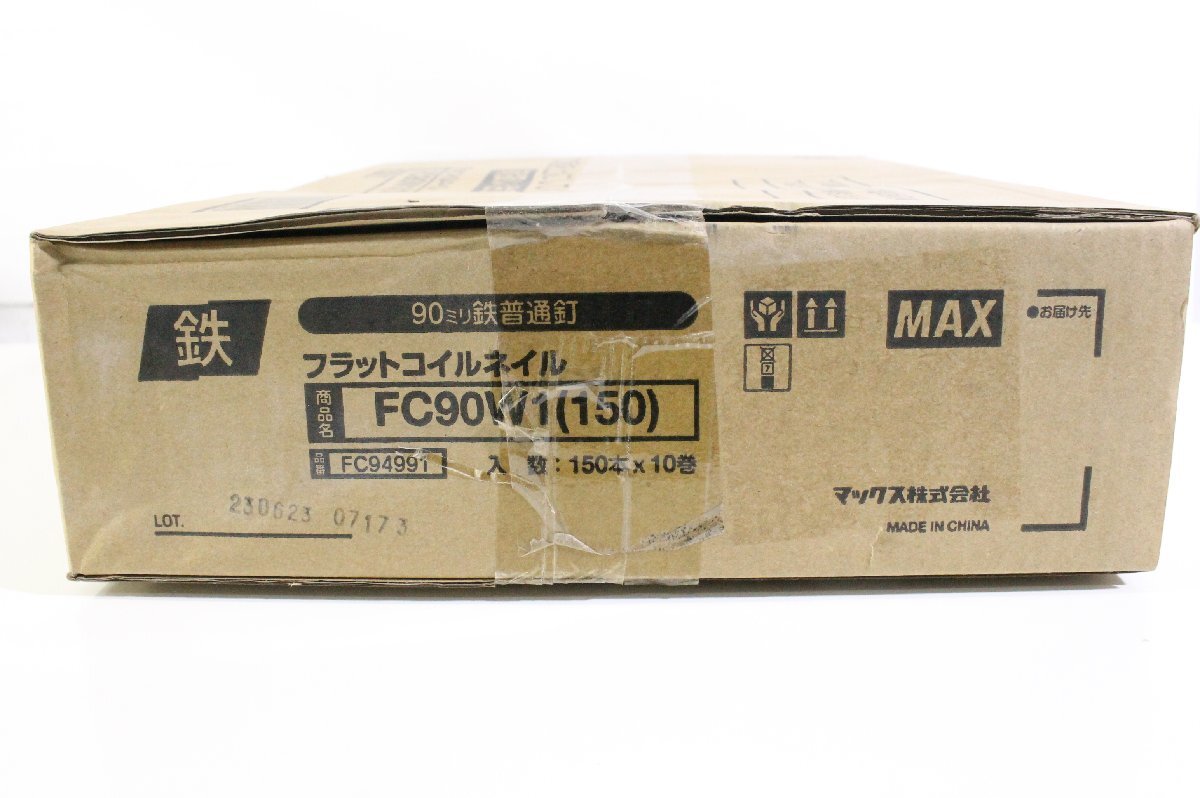 鉄
90ミリ鉄普通釘
フラットコイルネイル
商品名 FC90W1(150)
品番 FC94991 入 数：150本x10巻
LOT. 230623 07173
MAX
●お届け先
7
マックス株式会社
MADE IN CHINA